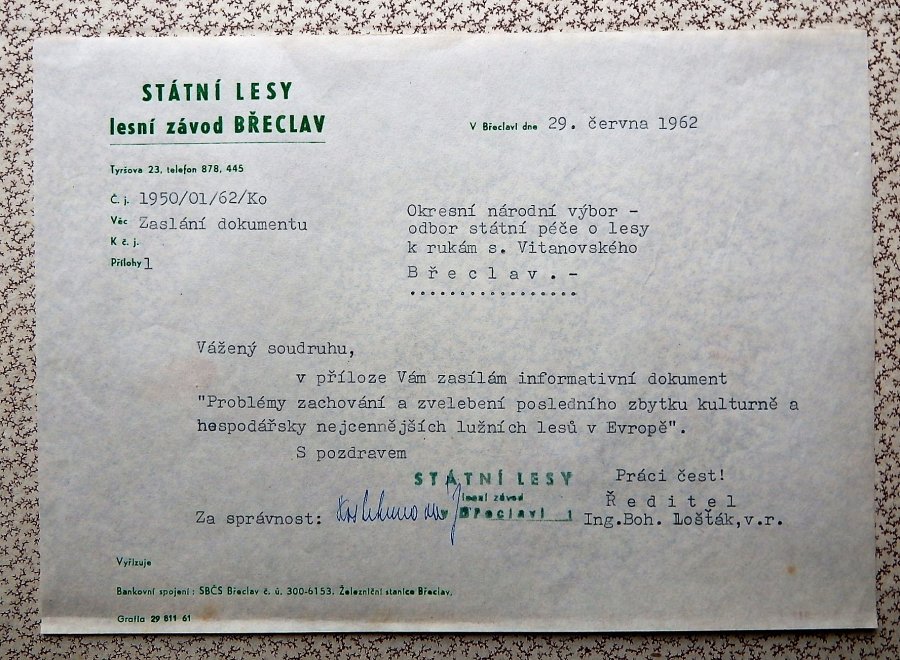 STÁTNÍ LESY
lesní závod BŘECLAV
V Břeclavi dne 29. června 1962
Tyršova 23, telefon 878, 445
Č. j. 1950/01/62/Ko
Věc Zaslání dokumentu
K č. j.
Přílohy 1
Okresní národní výbor -
odbor státní péče o lesy
k rukám s. Vitanovského
B ř e c l a v . -
Vážený soudruhu,
v příloze Vám zasílám informativní dokument
"Problémy zachování a zvelebení posledního zbytku kulturně a
hospodářsky nejcennějších lužních lesů v Evropě".
S pozdravem
STÁTNÍ LESY
lesní závod
v Břeclavi 1
Práci čest!
Ř e d i t e l
Za správnost:
Ing.Boh. Lošťák,v.r.
Vyřizuje
Bankovní spojení: SBČS Břeclav č. ú. 300-6153. Železniční stanice Břeclav.
Grafia 29 811 61